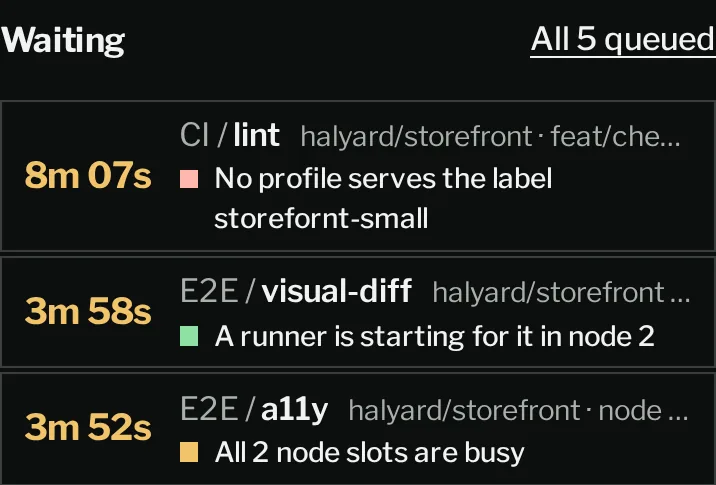 Waiting
All 5 queued
8m 07s
CI / lint halyard/storefront · feat/che...
No profile serves the label
storefornt-small
3m 58s
E2E / visual-diff halyard/storefront ...
A runner is starting for it in node 2
3m 52s
E2E / a11y halyard/storefront · node ...
All 2 node slots are busy